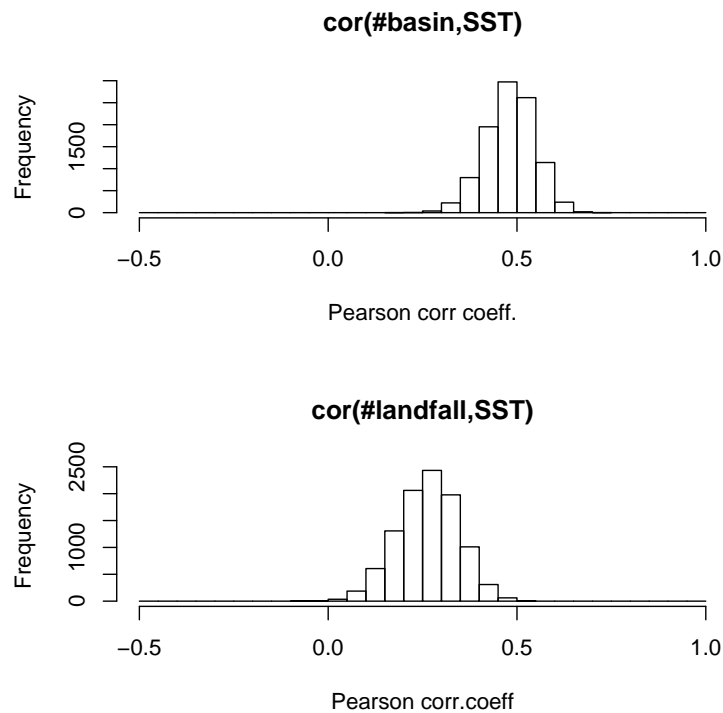 cor(#basin,SST)
Frequency
1500
0
−0.5 0.0 0.5 1.0
Pearson corr coeff.
cor(#landfall,SST)
Frequency
2500
1000
0
−0.5 0.0 0.5 1.0
Pearson corr.coeff